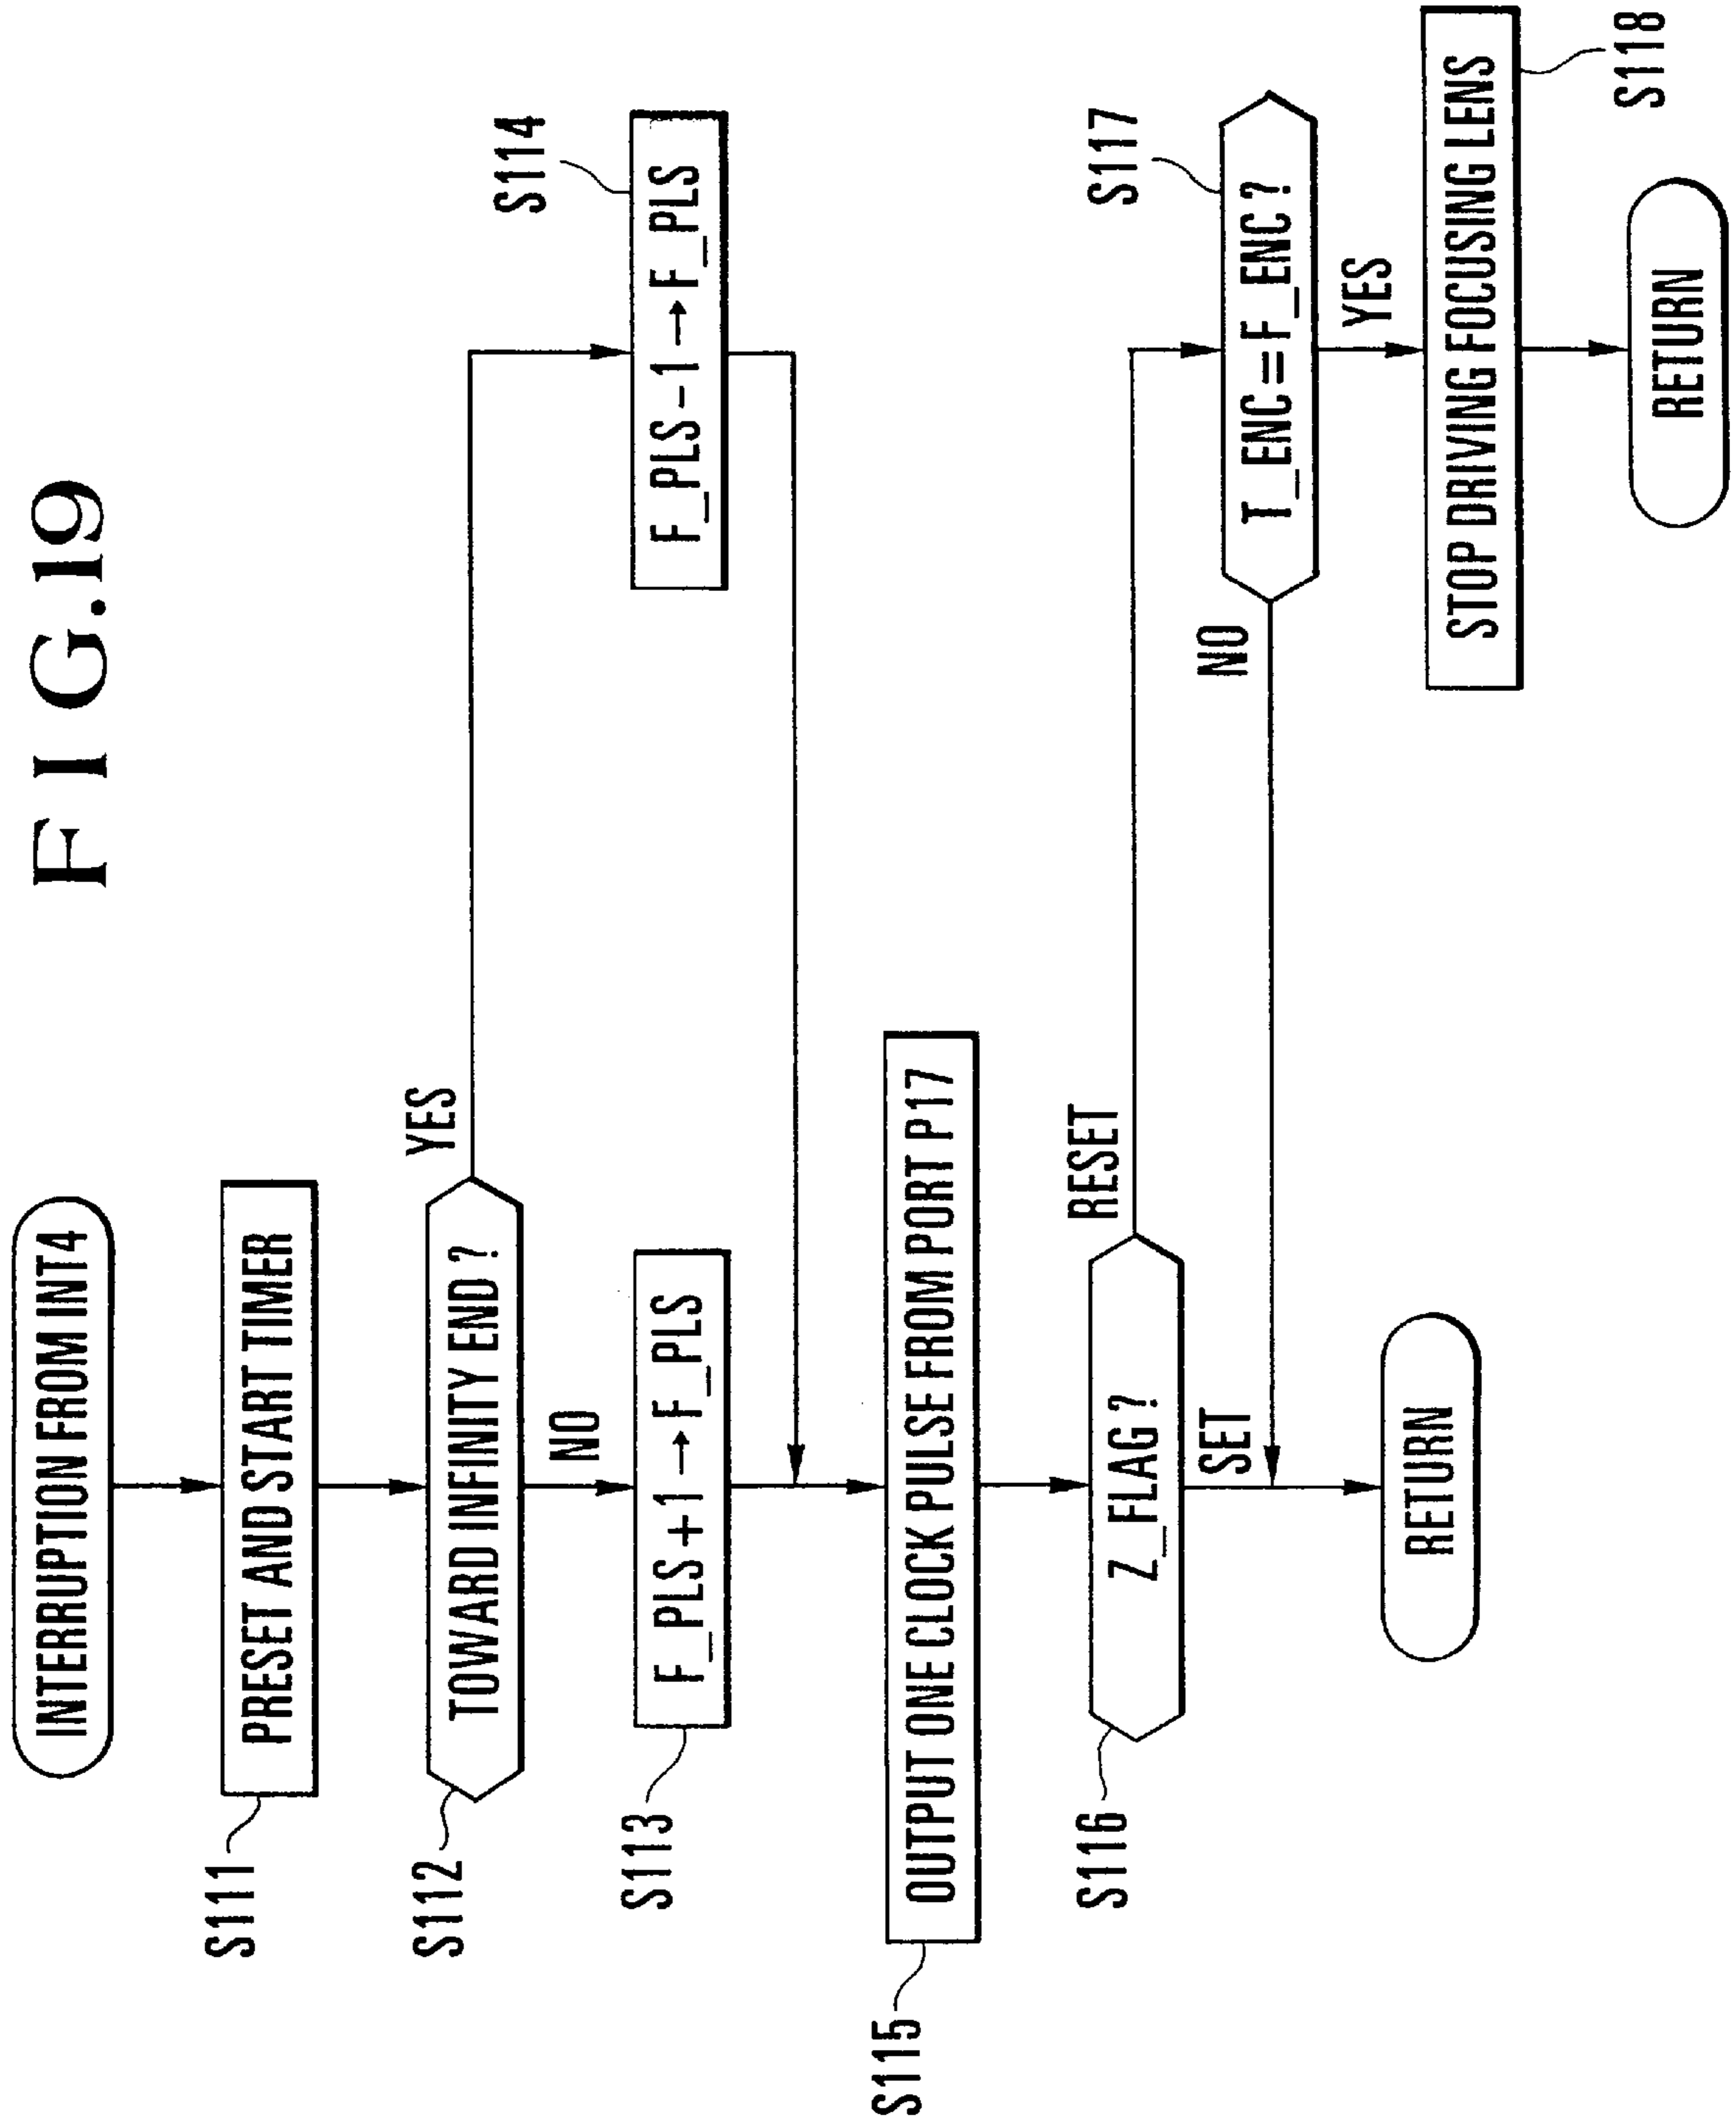 FIG.19
INTERRUPTION FROM INT4
S111
PRESET AND START TIMER
S112
TOWARD INFINITY END ?
YES
NO
S113
F_PLS+1→F_PLS
S114
F_PLS-1→F_PLS
S115
OUTPUT ONE CLOCK PULSE FROM PORT P17
S116
Z_FLAG ?
RESET
SET
S117
T_ENC=F_ENC ?
NO
YES
RETURN
STOP DRIVING FOCUSING LENS
S118
RETURN